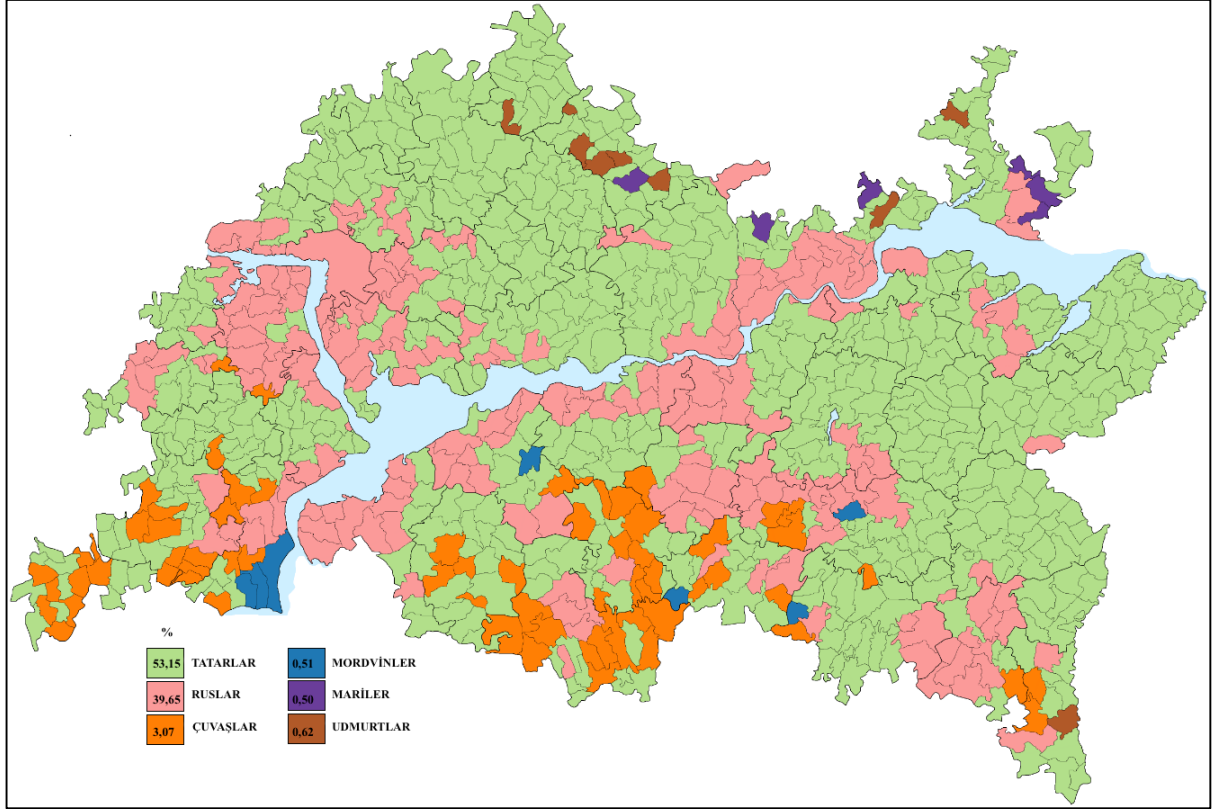 %
53,15 TATARLAR
39,65 RUSLAR
3,07 ÇUVAŞLAR
0,51 MORDVİNLER
0,50 MARİLER
0,62 UDMURTLAR